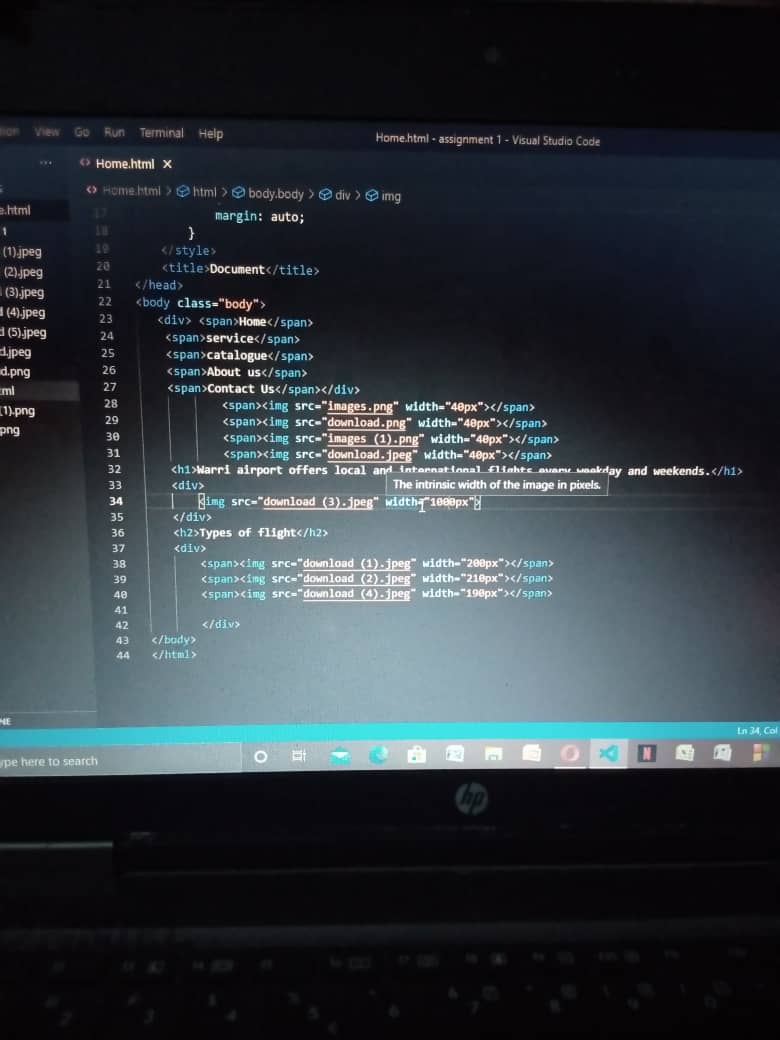 View Go Run Terminal Help
Home.html - assignment 1 - Visual Studio Code
... <> Home.html ×
<> Home.html > html > body.body > div > img
e.html
1
(1).jpeg
(2).jpeg
(3).jpeg
(4).jpeg
(5).jpeg
d.jpeg
d.png
ml
(1).png
png
17 margin: auto;
18 }
19 </style>
20 <title>Document</title>
21 </head>
22 <body class="body">
23 <div> <span>Home</span>
24 <span>service</span>
25 <span>catalogue</span>
26 <span>About us</span>
27 <span>Contact Us</span></div>
28 <span><img src="images.png" width="40px"></span>
29 <span><img src="download.png" width="40px"></span>
30 <span><img src="images (1).png" width="40px"></span>
31 <span><img src="download.jpeg" width="40px"></span>
32 <h1>Warri airport offers local and international flights every weekday and weekends.</h1>
The intrinsic width of the image in pixels.
33 <div>
34 <img src="download (3).jpeg" width="1000px">
35 </div>
36 <h2>Types of flight</h2>
37 <div>
38 <span><img src="download (1).jpeg" width="200px"></span>
39 <span><img src="download (2).jpeg" width="210px"></span>
40 <span><img src="download (4).jpeg" width="190px"></span>
41
42 </div>
43 </body>
44 </html>
NE
Ln 34, Col
ype here to search
N
hp